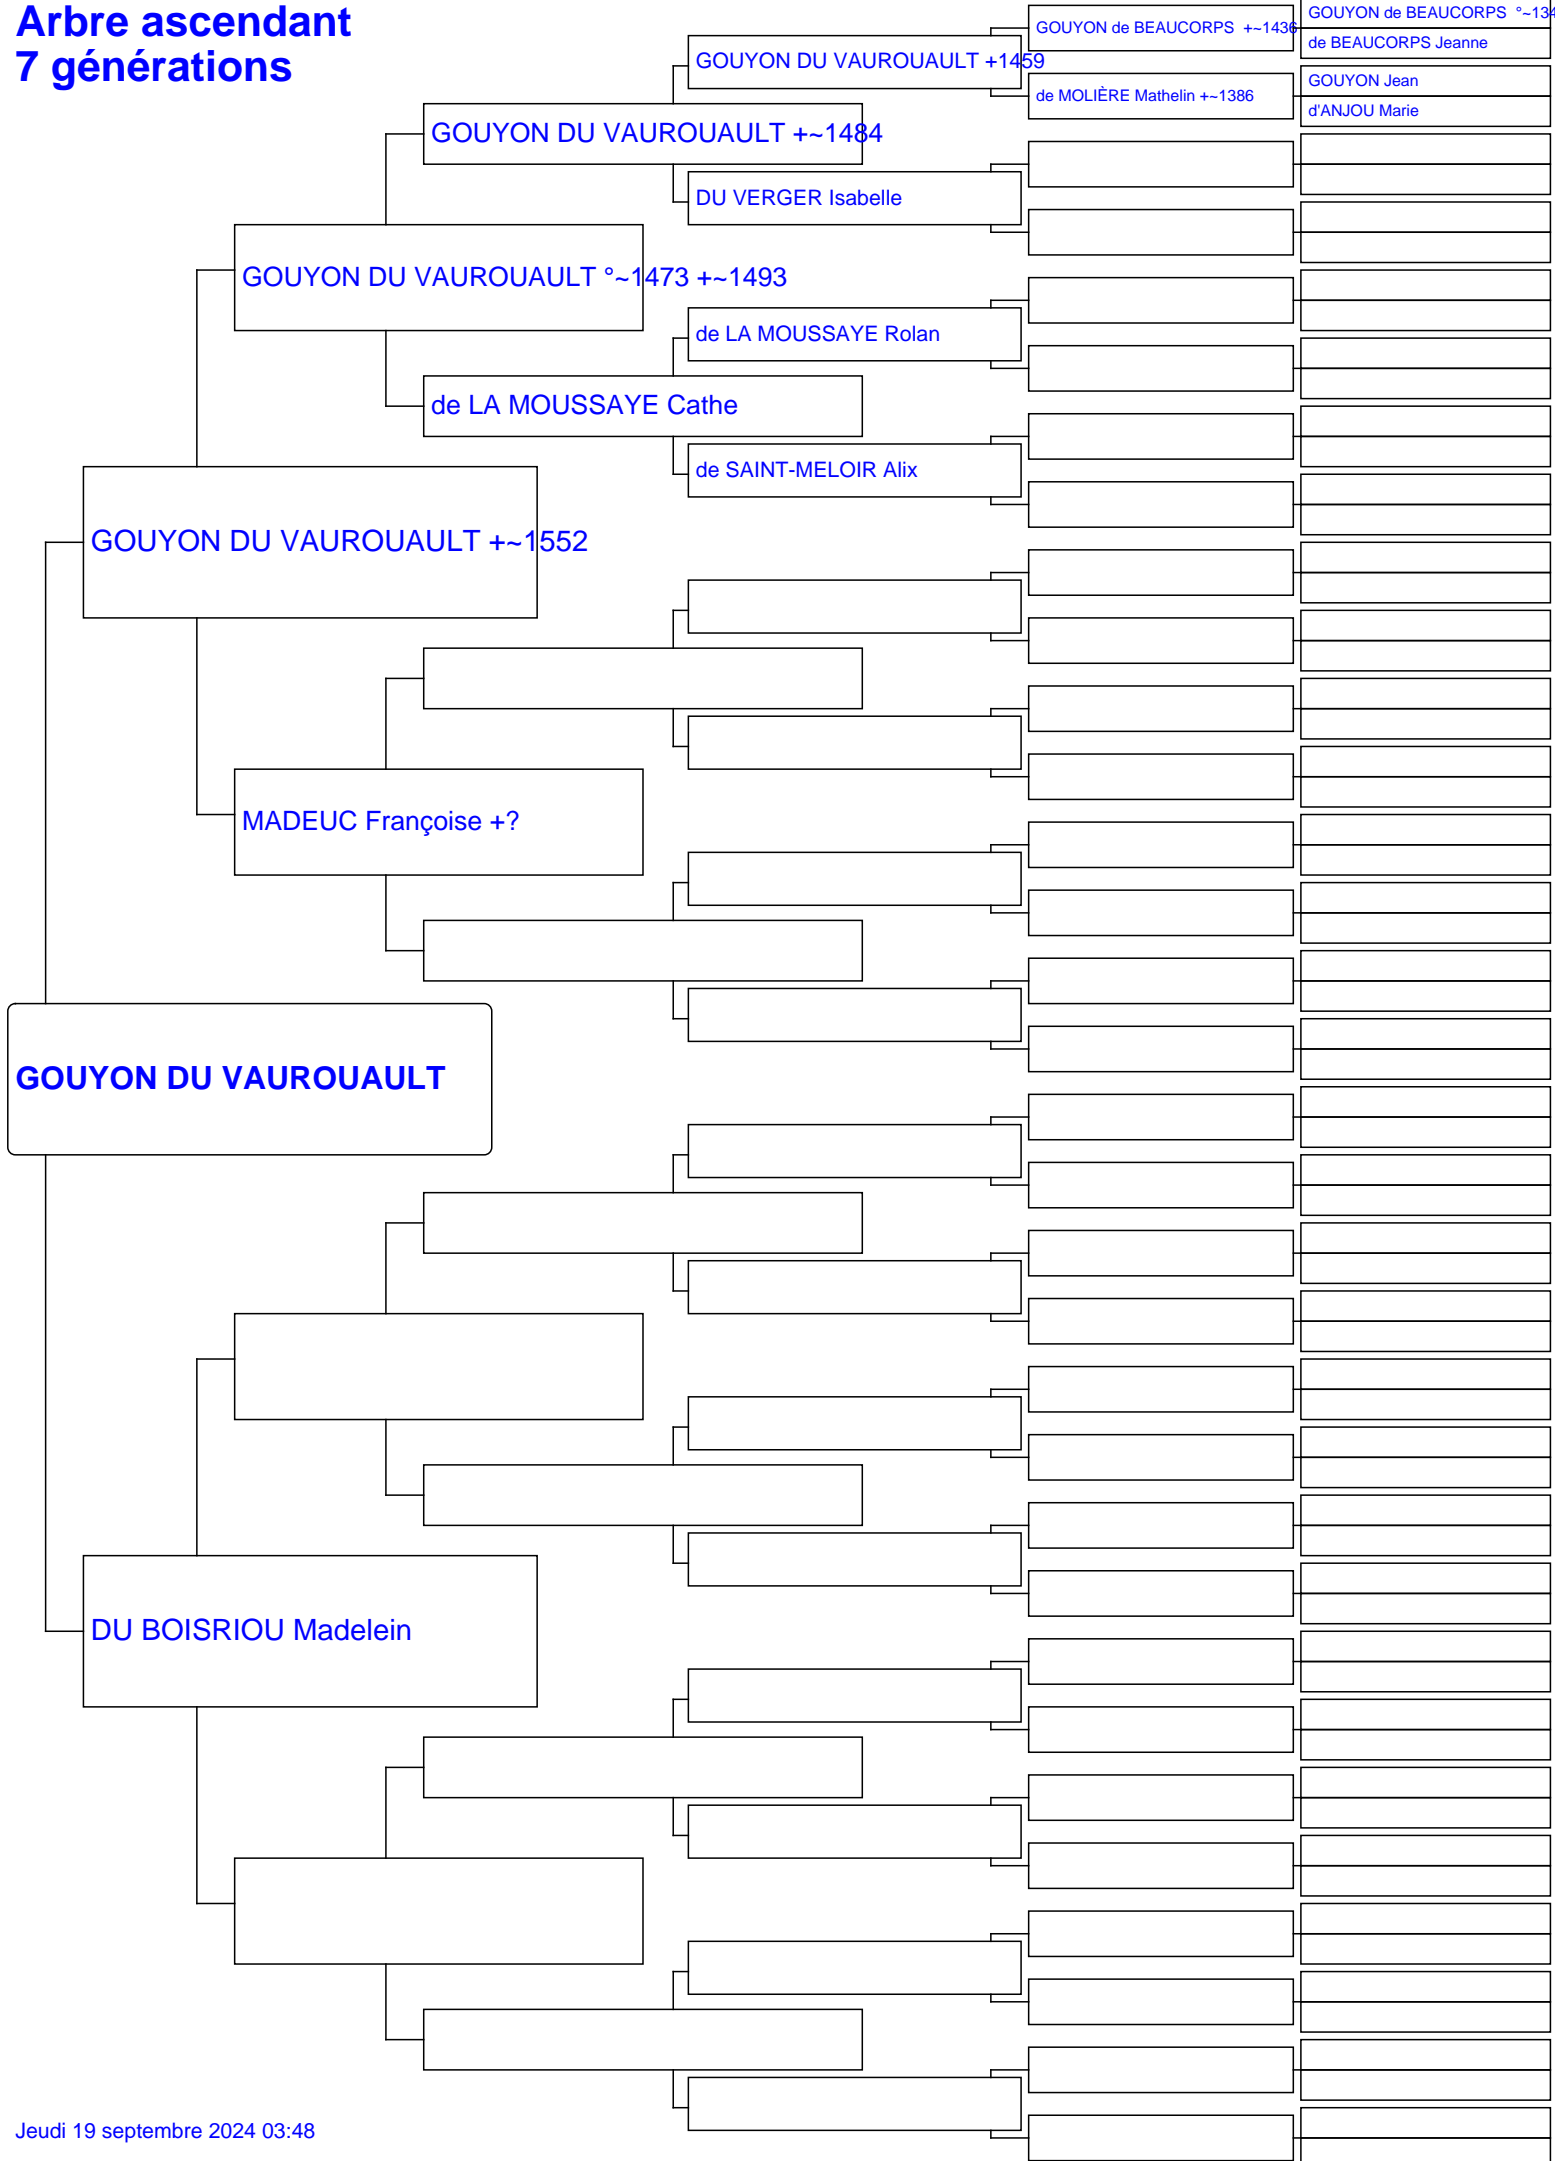 Arbre ascendant
7 générations
GOUYON de BEAUCORPS °~134
GOUYON de BEAUCORPS +~1436
de BEAUCORPS Jeanne
GOUYON DU VAUROUAULT +1459
GOUYON Jean
de MOLIÈRE Mathelin +~1386
d'ANJOU Marie
GOUYON DU VAUROUAULT +~1484
DU VERGER Isabelle
GOUYON DU VAUROUAULT °~1473 +~1493
de LA MOUSSAYE Rolan
de LA MOUSSAYE Cathe
de SAINT-MELOIR Alix
GOUYON DU VAUROUAULT +~1552
MADEUC Françoise +?
GOUYON DU VAUROUAULT
DU BOISRIOU Madelein
Jeudi 19 septembre 2024 03:48